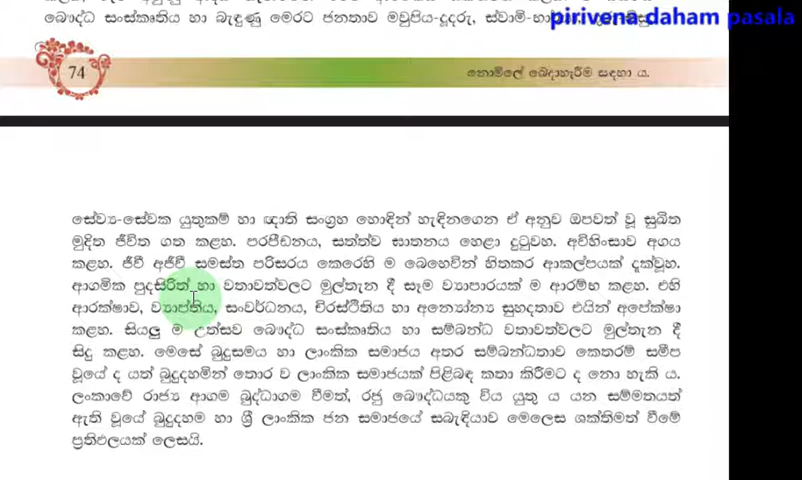 බෞද්ධ සංස්කෘතිය හා බැඳුණු මෙරට ජනතාව මවුපිය-දූදරු, ස්වාමි-භාර්යා,
pirivena daham pasala
74
නොමිලේ බෙදාහැරීම සඳහා ය.
සේව්‍ය-සේවක යුතුකම් හා ඥාති සංග්‍රහ හොඳින් හැඳිනගෙන ඒ අනුව ඔපවත් වූ සුඛිත
මුදිත ජීවිත ගත කළහ. පරපීඩනය, සත්ත්ව ඝාතනය හෙළා දුටුවහ. අවිහිංසාව අගය
කළහ. ජීවී අජීවී සමස්ත පරිසරය කෙරෙහි ම බෙහෙවින් හිතකර ආකල්පයක් දැක්වූහ.
ආගමික පුදසිරිත් හා වතාවත්වලට මුල්තැන දී සෑම ව්‍යාපාරයක් ම ආරම්භ කළහ. එහි
ආරක්ෂාව, ව්‍යාප්තිය, සංවර්ධනය, චිරස්ථිතිය හා අන්‍යෝන්‍ය සුහදතාව එයින් අපේක්ෂා
කළහ. සියලු ම උත්සව බෞද්ධ සංස්කෘතිය හා සම්බන්ධ වතාවත්වලට මුල්තැන දී
සිදු කළහ. මෙසේ බුදුසමය හා ලාංකික සමාජය අතර සම්බන්ධතාව කෙතරම් සමීප
වූයේ ද යත් බුදුදහමින් තොර ව ලාංකික සමාජයක් පිළිබඳ කතා කිරීමට ද නො හැකි ය.
ලංකාවේ රාජ්‍ය ආගම බුද්ධාගම වීමත්, රජු බෞද්ධයකු විය යුතු ය යන සම්මතයත්
ඇති වූයේ බුදුදහම හා ශ්‍රී ලාංකික ජන සමාජයේ සබැඳියාව මෙලෙස ශක්තිමත් වීමේ
ප්‍රතිඵලයක් ලෙසයි.